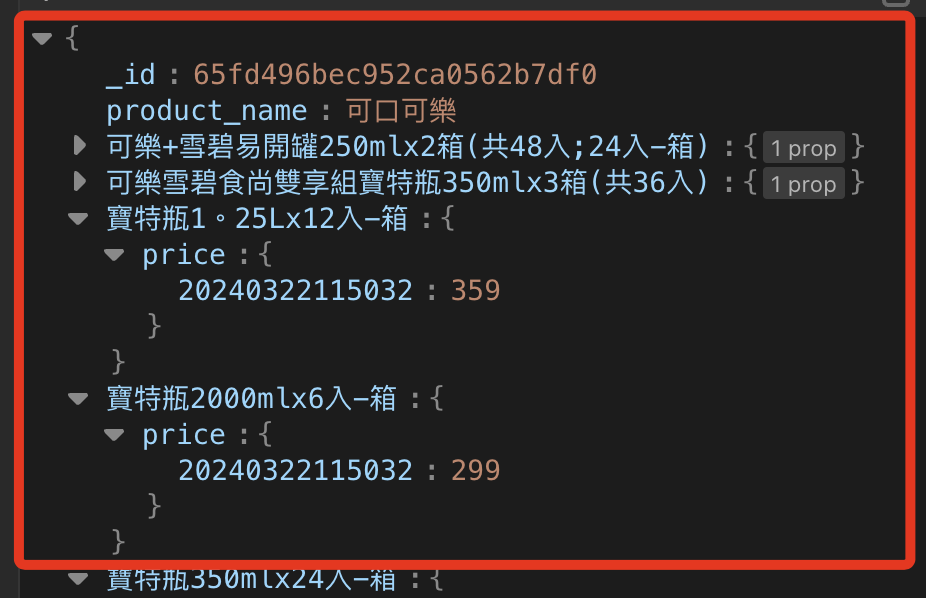 {
_id : 65fd496bec952ca0562b7df0
product_name : 可口可樂
可樂+雪碧易開罐250mlx2箱(共48入;24入-箱) : { 1 prop }
可樂雪碧食尚雙享組寶特瓶350mlx3箱(共36入) : { 1 prop }
寶特瓶1。25Lx12入-箱 : {
price : {
20240322115032 : 359
}
}
寶特瓶2000mlx6入-箱 : {
price : {
20240322115032 : 299
}
}
寶特瓶350mlx24入-箱 : {